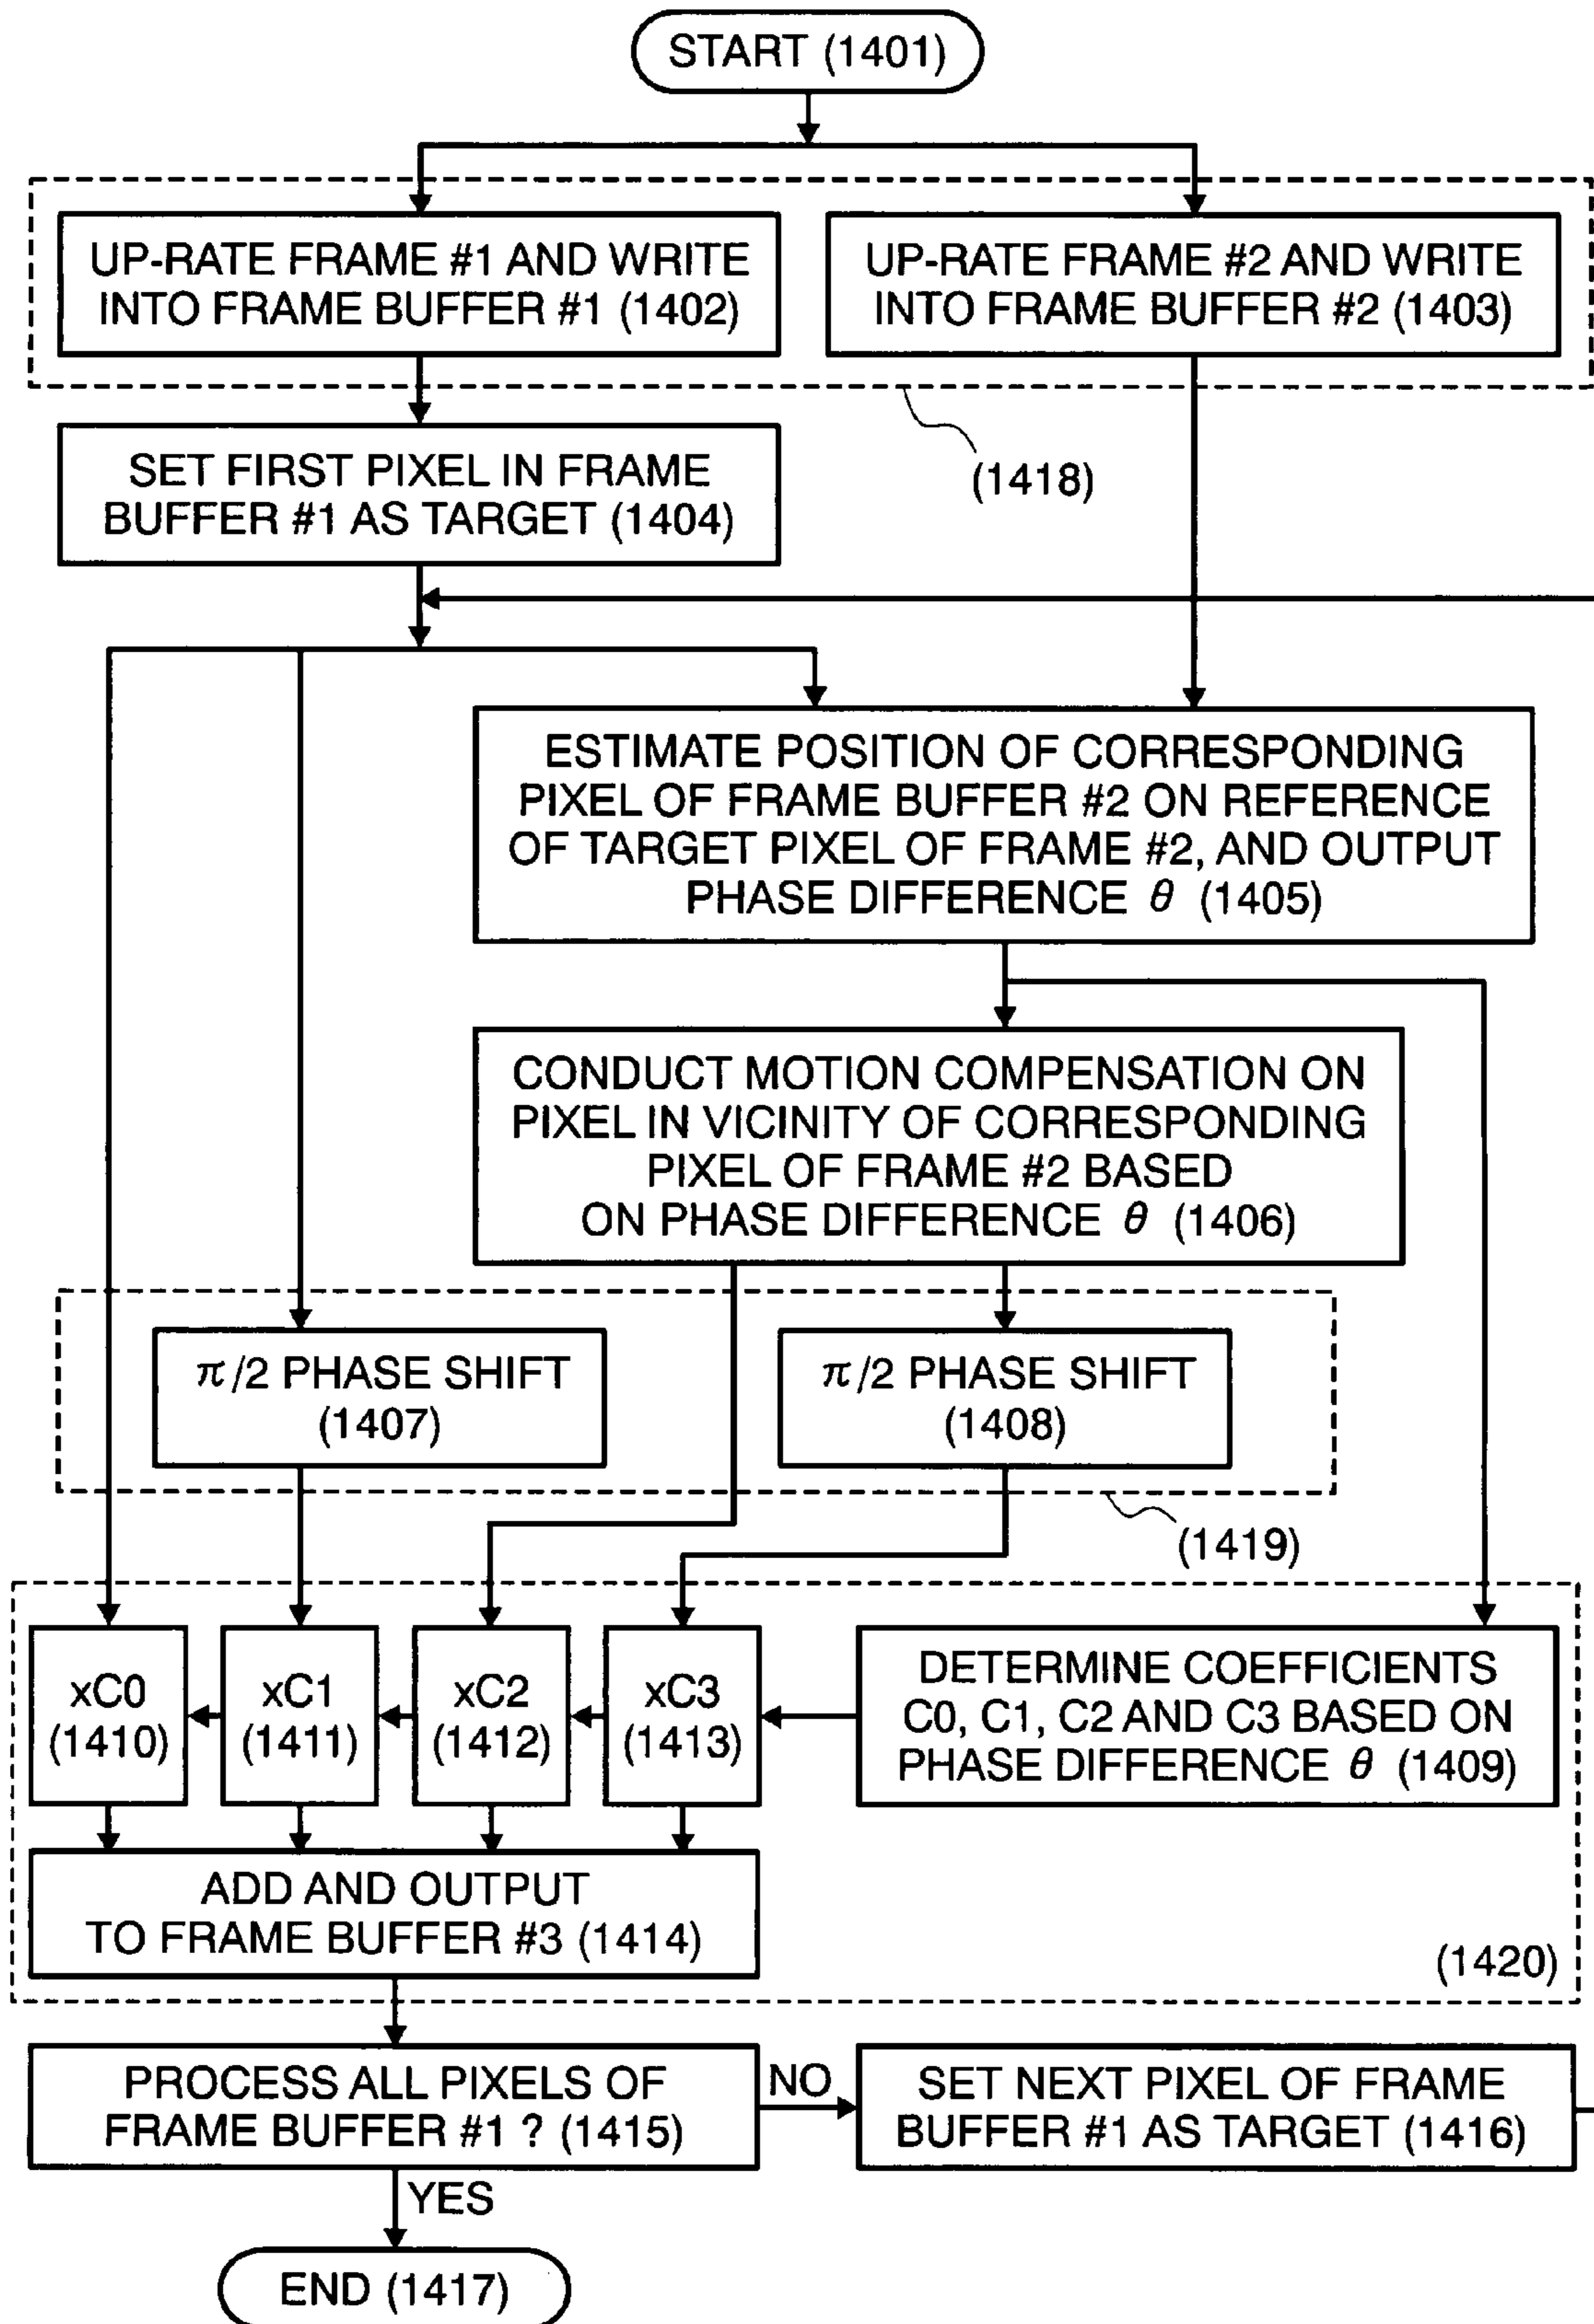 START (1401)
UP-RATE FRAME #1 AND WRITE
INTO FRAME BUFFER #1 (1402)
UP-RATE FRAME #2 AND WRITE
INTO FRAME BUFFER #2 (1403)
(1418)
SET FIRST PIXEL IN FRAME
BUFFER #1 AS TARGET (1404)
ESTIMATE POSITION OF CORRESPONDING
PIXEL OF FRAME BUFFER #2 ON REFERENCE
OF TARGET PIXEL OF FRAME #2, AND OUTPUT
PHASE DIFFERENCE θ (1405)
CONDUCT MOTION COMPENSATION ON
PIXEL IN VICINITY OF CORRESPONDING
PIXEL OF FRAME #2 BASED
ON PHASE DIFFERENCE θ (1406)
π/2 PHASE SHIFT
(1407)
π/2 PHASE SHIFT
(1408)
(1419)
xC0
(1410)
xC1
(1411)
xC2
(1412)
xC3
(1413)
DETERMINE COEFFICIENTS
C0, C1, C2 AND C3 BASED ON
PHASE DIFFERENCE θ (1409)
ADD AND OUTPUT
TO FRAME BUFFER #3 (1414)
(1420)
PROCESS ALL PIXELS OF
FRAME BUFFER #1 ? (1415)
NO
SET NEXT PIXEL OF FRAME
BUFFER #1 AS TARGET (1416)
YES
END (1417)